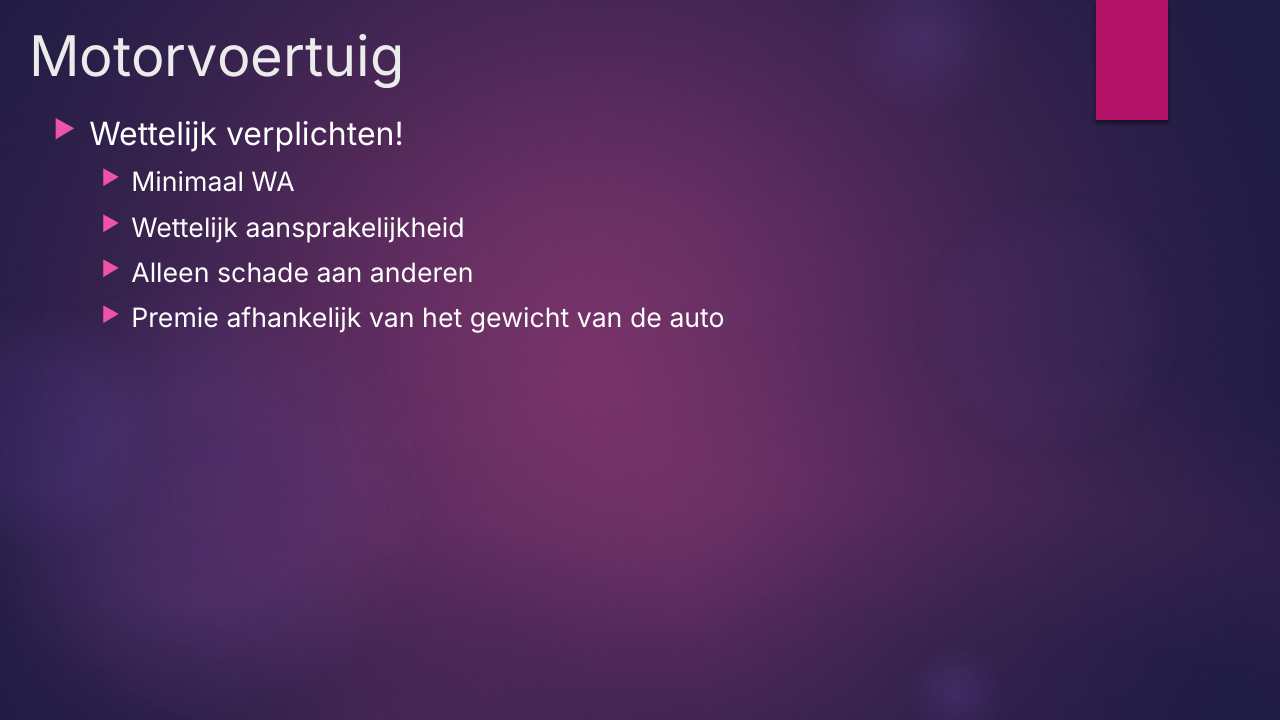 Motorvoertuig
Wettelijk verplichten!
Minimaal WA
Wettelijk aansprakelijkheid
Alleen schade aan anderen
Premie afhankelijk van het gewicht van de auto